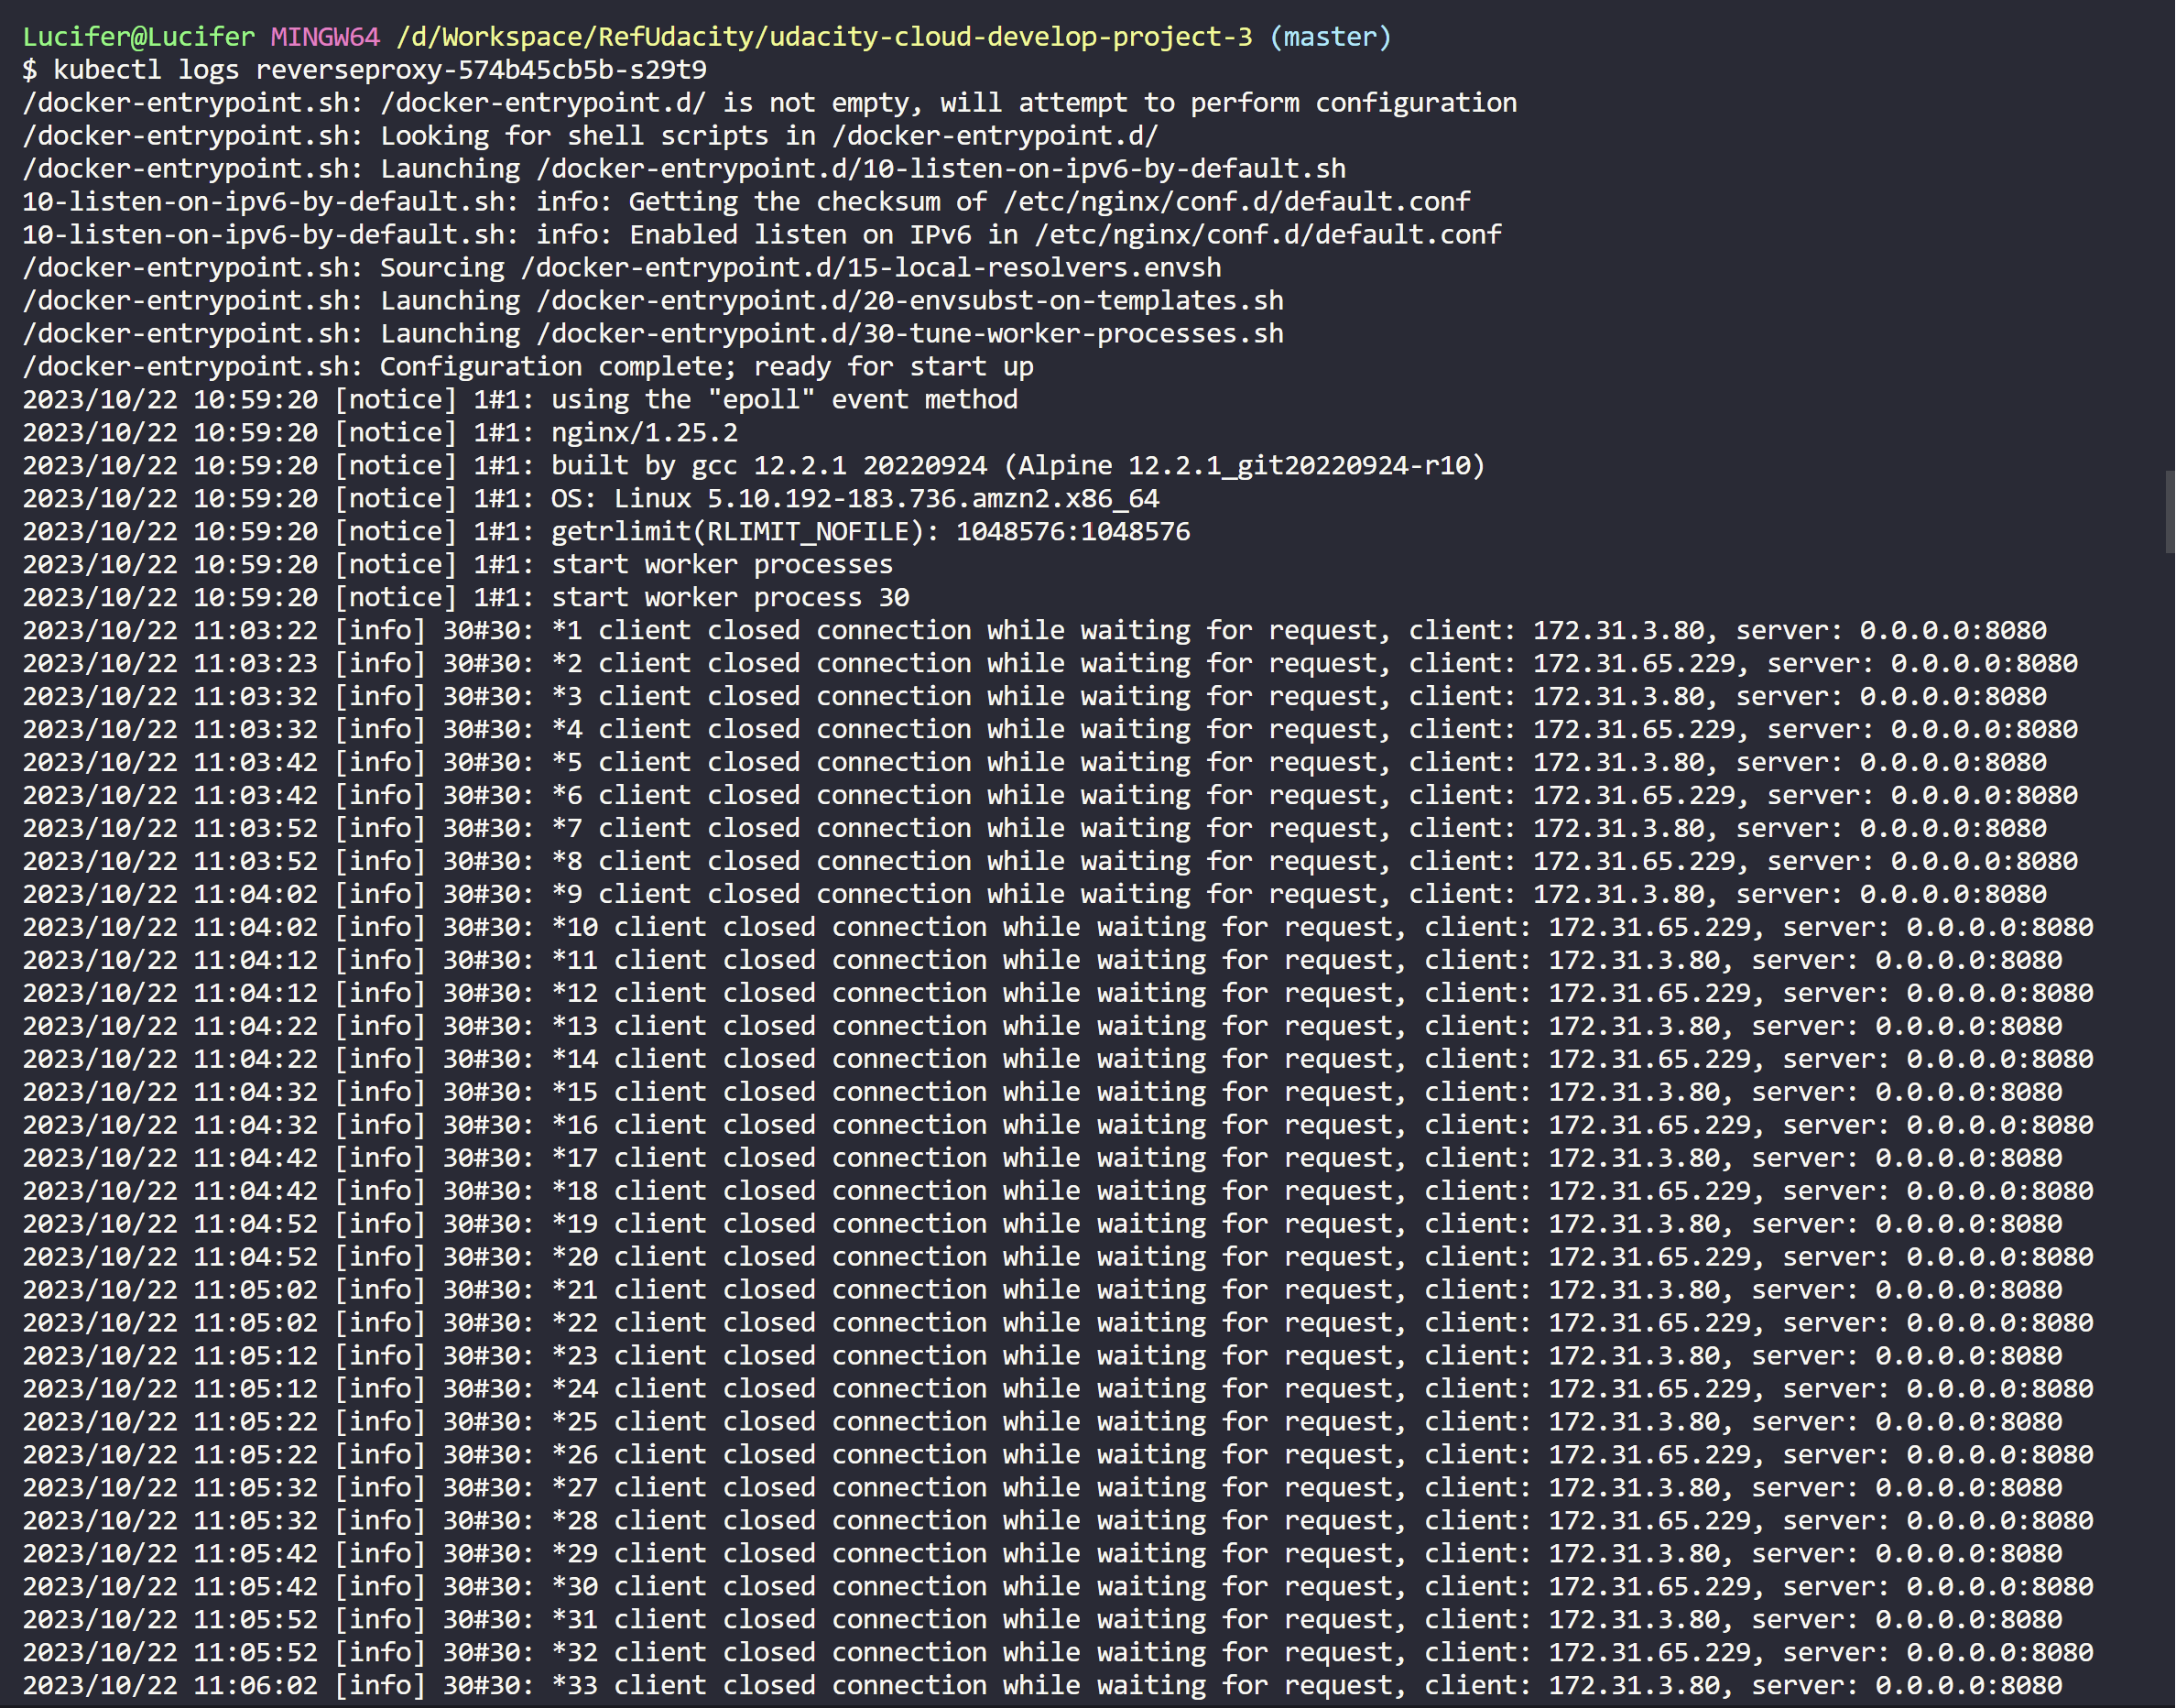 Lucifer@Lucifer MINGW64 /d/Workspace/RefUdacity/udacity-cloud-develop-project-3 (master)
$ kubectl logs reverseproxy-574b45cb5b-s29t9
/docker-entrypoint.sh: /docker-entrypoint.d/ is not empty, will attempt to perform configuration
/docker-entrypoint.sh: Looking for shell scripts in /docker-entrypoint.d/
/docker-entrypoint.sh: Launching /docker-entrypoint.d/10-listen-on-ipv6-by-default.sh
10-listen-on-ipv6-by-default.sh: info: Getting the checksum of /etc/nginx/conf.d/default.conf
10-listen-on-ipv6-by-default.sh: info: Enabled listen on IPv6 in /etc/nginx/conf.d/default.conf
/docker-entrypoint.sh: Sourcing /docker-entrypoint.d/15-local-resolvers.envsh
/docker-entrypoint.sh: Launching /docker-entrypoint.d/20-envsubst-on-templates.sh
/docker-entrypoint.sh: Launching /docker-entrypoint.d/30-tune-worker-processes.sh
/docker-entrypoint.sh: Configuration complete; ready for start up
2023/10/22 10:59:20 [notice] 1#1: using the "epoll" event method
2023/10/22 10:59:20 [notice] 1#1: nginx/1.25.2
2023/10/22 10:59:20 [notice] 1#1: built by gcc 12.2.1 20220924 (Alpine 12.2.1_git20220924-r10)
2023/10/22 10:59:20 [notice] 1#1: OS: Linux 5.10.192-183.736.amzn2.x86_64
2023/10/22 10:59:20 [notice] 1#1: getrlimit(RLIMIT_NOFILE): 1048576:1048576
2023/10/22 10:59:20 [notice] 1#1: start worker processes
2023/10/22 10:59:20 [notice] 1#1: start worker process 30
2023/10/22 11:03:22 [info] 30#30: *1 client closed connection while waiting for request, client: 172.31.3.80, server: 0.0.0.0:8080
2023/10/22 11:03:23 [info] 30#30: *2 client closed connection while waiting for request, client: 172.31.65.229, server: 0.0.0.0:8080
2023/10/22 11:03:32 [info] 30#30: *3 client closed connection while waiting for request, client: 172.31.3.80, server: 0.0.0.0:8080
2023/10/22 11:03:32 [info] 30#30: *4 client closed connection while waiting for request, client: 172.31.65.229, server: 0.0.0.0:8080
2023/10/22 11:03:42 [info] 30#30: *5 client closed connection while waiting for request, client: 172.31.3.80, server: 0.0.0.0:8080
2023/10/22 11:03:42 [info] 30#30: *6 client closed connection while waiting for request, client: 172.31.65.229, server: 0.0.0.0:8080
2023/10/22 11:03:52 [info] 30#30: *7 client closed connection while waiting for request, client: 172.31.3.80, server: 0.0.0.0:8080
2023/10/22 11:03:52 [info] 30#30: *8 client closed connection while waiting for request, client: 172.31.65.229, server: 0.0.0.0:8080
2023/10/22 11:04:02 [info] 30#30: *9 client closed connection while waiting for request, client: 172.31.3.80, server: 0.0.0.0:8080
2023/10/22 11:04:02 [info] 30#30: *10 client closed connection while waiting for request, client: 172.31.65.229, server: 0.0.0.0:8080
2023/10/22 11:04:12 [info] 30#30: *11 client closed connection while waiting for request, client: 172.31.3.80, server: 0.0.0.0:8080
2023/10/22 11:04:12 [info] 30#30: *12 client closed connection while waiting for request, client: 172.31.65.229, server: 0.0.0.0:8080
2023/10/22 11:04:22 [info] 30#30: *13 client closed connection while waiting for request, client: 172.31.3.80, server: 0.0.0.0:8080
2023/10/22 11:04:22 [info] 30#30: *14 client closed connection while waiting for request, client: 172.31.65.229, server: 0.0.0.0:8080
2023/10/22 11:04:32 [info] 30#30: *15 client closed connection while waiting for request, client: 172.31.3.80, server: 0.0.0.0:8080
2023/10/22 11:04:32 [info] 30#30: *16 client closed connection while waiting for request, client: 172.31.65.229, server: 0.0.0.0:8080
2023/10/22 11:04:42 [info] 30#30: *17 client closed connection while waiting for request, client: 172.31.3.80, server: 0.0.0.0:8080
2023/10/22 11:04:42 [info] 30#30: *18 client closed connection while waiting for request, client: 172.31.65.229, server: 0.0.0.0:8080
2023/10/22 11:04:52 [info] 30#30: *19 client closed connection while waiting for request, client: 172.31.3.80, server: 0.0.0.0:8080
2023/10/22 11:04:52 [info] 30#30: *20 client closed connection while waiting for request, client: 172.31.65.229, server: 0.0.0.0:8080
2023/10/22 11:05:02 [info] 30#30: *21 client closed connection while waiting for request, client: 172.31.3.80, server: 0.0.0.0:8080
2023/10/22 11:05:02 [info] 30#30: *22 client closed connection while waiting for request, client: 172.31.65.229, server: 0.0.0.0:8080
2023/10/22 11:05:12 [info] 30#30: *23 client closed connection while waiting for request, client: 172.31.3.80, server: 0.0.0.0:8080
2023/10/22 11:05:12 [info] 30#30: *24 client closed connection while waiting for request, client: 172.31.65.229, server: 0.0.0.0:8080
2023/10/22 11:05:22 [info] 30#30: *25 client closed connection while waiting for request, client: 172.31.3.80, server: 0.0.0.0:8080
2023/10/22 11:05:22 [info] 30#30: *26 client closed connection while waiting for request, client: 172.31.65.229, server: 0.0.0.0:8080
2023/10/22 11:05:32 [info] 30#30: *27 client closed connection while waiting for request, client: 172.31.3.80, server: 0.0.0.0:8080
2023/10/22 11:05:32 [info] 30#30: *28 client closed connection while waiting for request, client: 172.31.65.229, server: 0.0.0.0:8080
2023/10/22 11:05:42 [info] 30#30: *29 client closed connection while waiting for request, client: 172.31.3.80, server: 0.0.0.0:8080
2023/10/22 11:05:42 [info] 30#30: *30 client closed connection while waiting for request, client: 172.31.65.229, server: 0.0.0.0:8080
2023/10/22 11:05:52 [info] 30#30: *31 client closed connection while waiting for request, client: 172.31.3.80, server: 0.0.0.0:8080
2023/10/22 11:05:52 [info] 30#30: *32 client closed connection while waiting for request, client: 172.31.65.229, server: 0.0.0.0:8080
2023/10/22 11:06:02 [info] 30#30: *33 client closed connection while waiting for request, client: 172.31.3.80, server: 0.0.0.0:8080